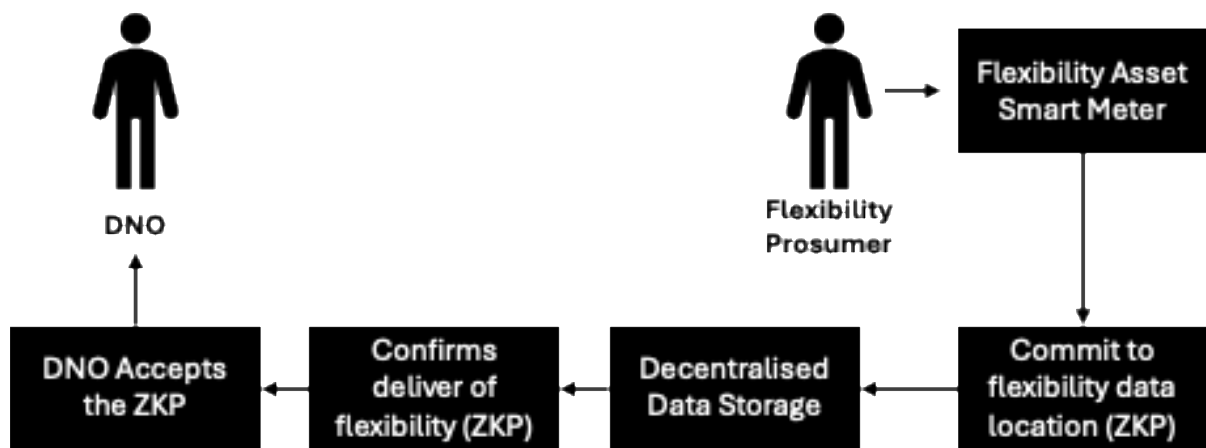 Flexibility Asset
Smart Meter
DNO
Flexibility
Prosumer
DNO Accepts
the ZKP
Confirms
deliver of
flexibility (ZKP)
Decentralised
Data Storage
Commit to
flexibility data
location (ZKP)